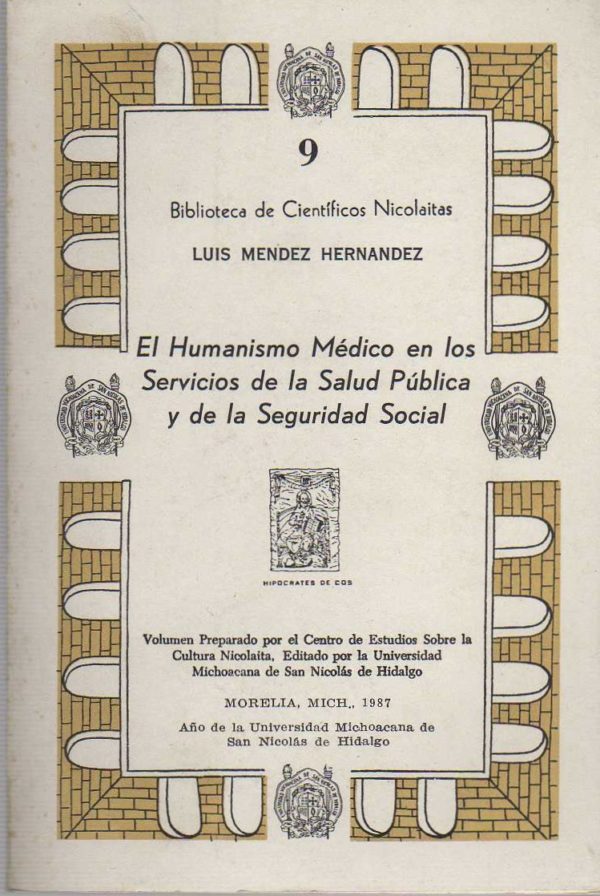 9
Biblioteca de Científicos Nicolaitas
LUIS MENDEZ HERNANDEZ
El Humanismo Médico en los
Servicios de la Salud Pública
y de la Seguridad Social
HIPOCRATES DE COS
Volumen Preparado por el Centro de Estudios Sobre la
Cultura Nicolaita, Editado por la Universidad
Michoacana de San Nicolás de Hidalgo
MORELIA, MICH., 1987
Año de la Universidad Michoacana de
San Nicolás de Hidalgo